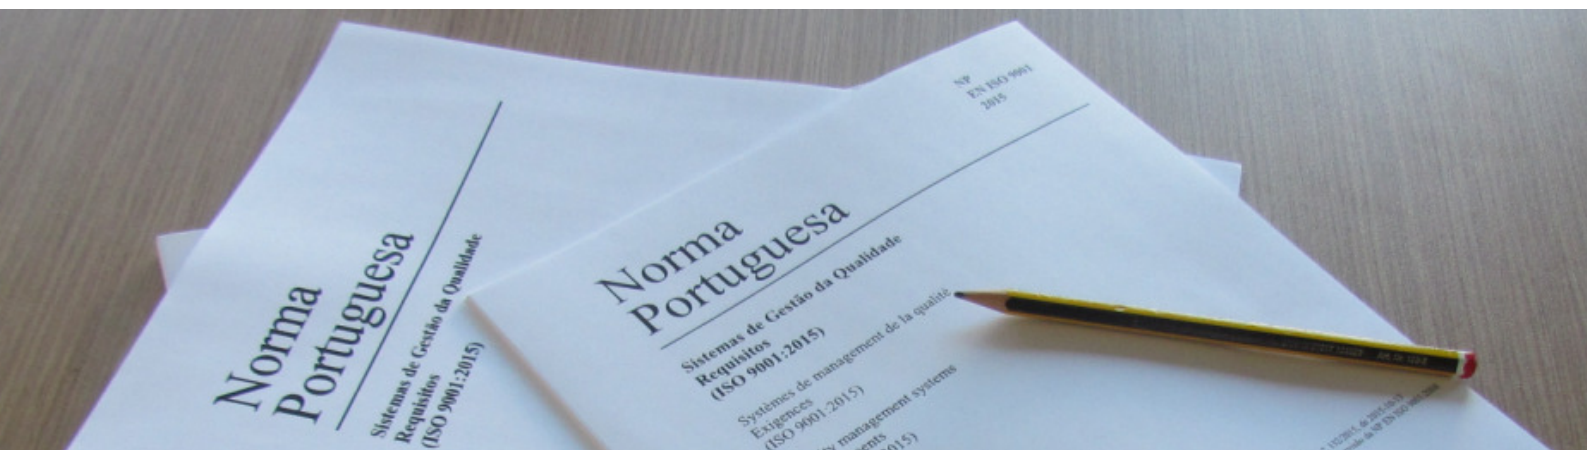 Norma
Portuguesa
Sistemas de Gestão da Qualidade
Requisitos
(ISO 9001:2015)
NP
EN ISO 9001
2015
Norma
Portuguesa
Sistemas de Gestão da Qualidade
Requisitos
(ISO 9001:2015)
Systèmes de management de la qualité
Exigences
(ISO 9001:2015)
management systems